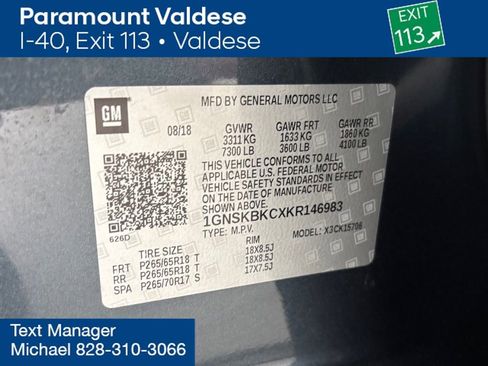 Paramount Valdese
I-40, Exit 113 • Valdese
EXIT
113
GM
MFD BY GENERAL MOTORS LLC
08/18 GVWR GAWR FRT GAWR RR
3311 KG 1633 KG 1860 KG
7300 LB 3600 LB 4100 LB
THIS VEHICLE CONFORMS TO ALL
APPLICABLE U.S. FEDERAL MOTOR
VEHICLE SAFETY STANDARDS IN
EFFECT ON THE DATE OF
MANUFACTURE SHOWN ABOVE.
1GNSKBKCXKR146983
TYPE: M.P.V. MODEL: X3CK15706
626D
TIRE SIZE RIM
FRT P265/65R18 T 18X8.5J
RR P265/65R18 T 18X8.5J
SPA P265/70R17 S 17X7.5J
Text Manager
Michael 828-310-3066